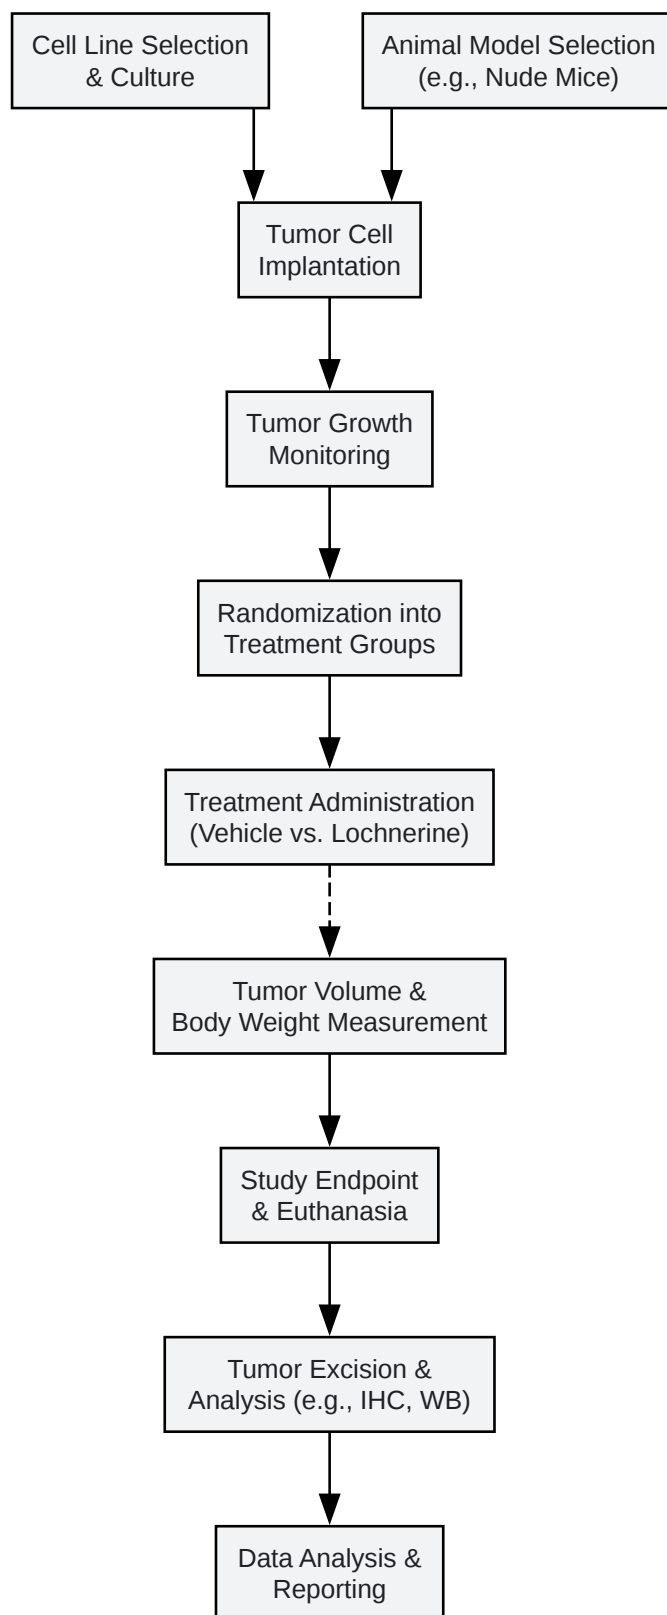 Cell Line Selection
& Culture
Animal Model Selection
(e.g., Nude Mice)
Tumor Cell
Implantation
Tumor Growth
Monitoring
Randomization into
Treatment Groups
Treatment Administration
(Vehicle vs. Lochnerine)
Tumor Volume &
Body Weight Measurement
Study Endpoint
& Euthanasia
Tumor Excision &
Analysis (e.g., IHC, WB)
Data Analysis &
Reporting